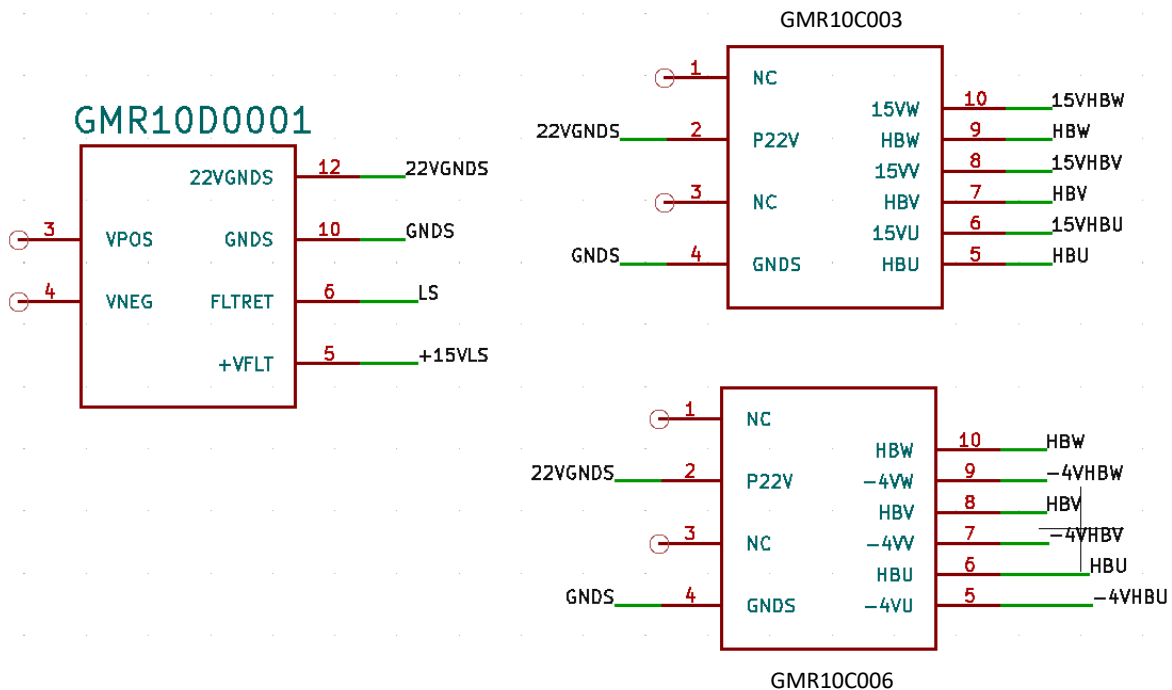 GMR10D0001
3 VPOS
4 VNEG
22VGNDS 12 22VGNDS
GNDS 10 GNDS
FLTRET 6 LS
+VFLT 5 +15VLS
GMR10C003
1 NC
22VGNDS 2 P22V
3 NC
GNDS 4 GNDS
15VW 10 15VHBW
HBW 9 HBW
15VV 8 15VHBV
HBV 7 HBV
15VU 6 15VHBU
HBU 5 HBU
1 NC
22VGNDS 2 P22V
3 NC
GNDS 4 GNDS
HBW 10 HBW
-4VW 9 -4VHBW
HBV 8 HBV
-4VV 7 -4VHBV
HBU 6 HBU
-4VU 5 -4VHBU
GMR10C006